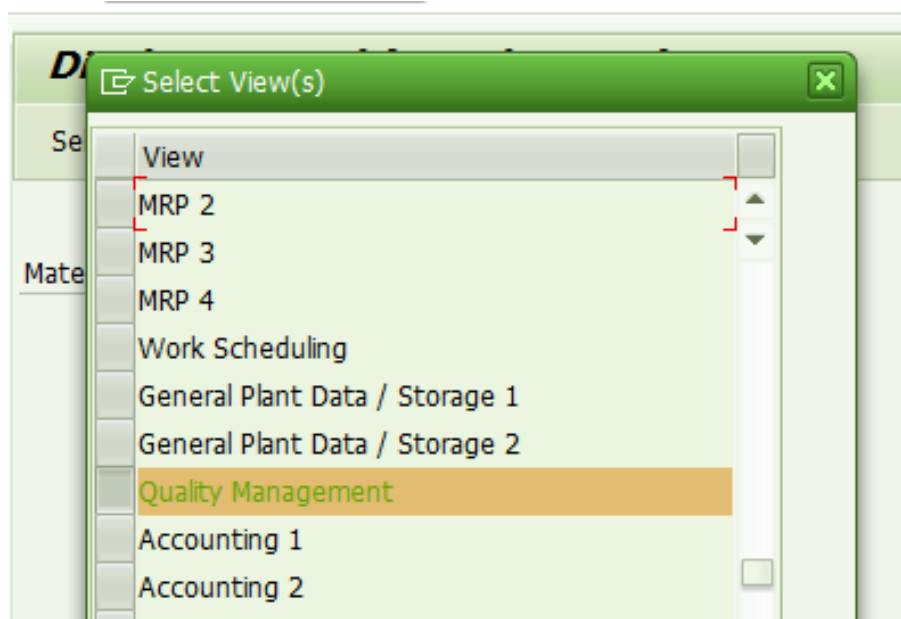 Select View(s)
View
MRP 2
MRP 3
Mate
MRP 4
Work Scheduling
General Plant Data / Storage 1
General Plant Data / Storage 2
Quality Management
Accounting 1
Accounting 2